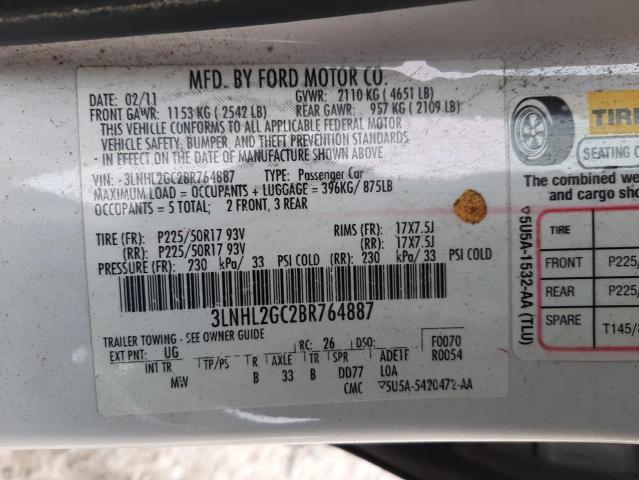 MFD. BY FORD MOTOR CO.
DATE: 02/11 GVWR: 2110 KG ( 4651 LB)
FRONT GAWR: 1153 KG ( 2542 LB) REAR GAWR: 957 KG ( 2109 LB)
THIS VEHICLE CONFORMS TO ALL APPLICABLE FEDERAL MOTOR
VEHICLE SAFETY, BUMPER, AND THEFT PREVENTION STANDARDS
IN EFFECT ON THE DATE OF MANUFACTURE SHOWN ABOVE.
VIN: 3LNHL2GC2BR764887 TYPE: Passenger Car
MAXIMUM LOAD = OCCUPANTS + LUGGAGE = 396KG/ 875LB
OCCUPANTS = 5 TOTAL; 2 FRONT, 3 REAR
TIRE (FR): P225/50R17 93V RIMS (FR): 17X7.5J
(RR): P225/50R17 93V (RR): 17X7.5J
PRESSURE (FR): 230 kPa/ 33 PSI COLD (RR): 230 kPa/ 33 PSI COLD
3LNHL2GC2BR764887
TRAILER TOWING - SEE OWNER GUIDE
EXT PNT: UG RC: 26 DSO: F0070
INT TR TP/PS R AXLE TR SPR ADE1F R0054
MW B 33 B DD77 L0A
CMC ▽5U5A-5420472-AA
TIRE
SEATING
The combined
and cargo
TIRE
FRONT P225/
REAR P225/
SPARE T145/8
▽5U5A-1532-AA (TLU)